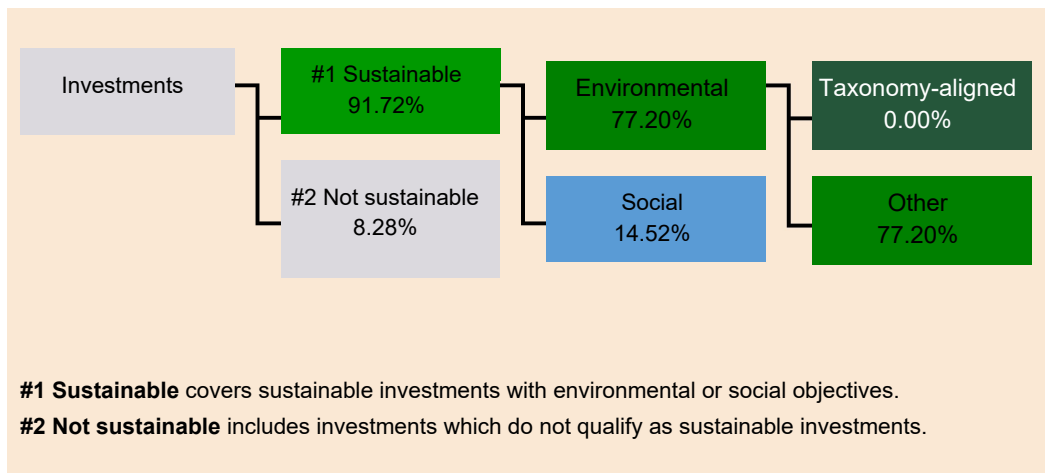 Investments
#1 Sustainable
91.72%
#2 Not sustainable
8.28%
Environmental
77.20%
Social
14.52%
Taxonomy-aligned
0.00%
Other
77.20%
#1 Sustainable covers sustainable investments with environmental or social objectives.
#2 Not sustainable includes investments which do not qualify as sustainable investments.